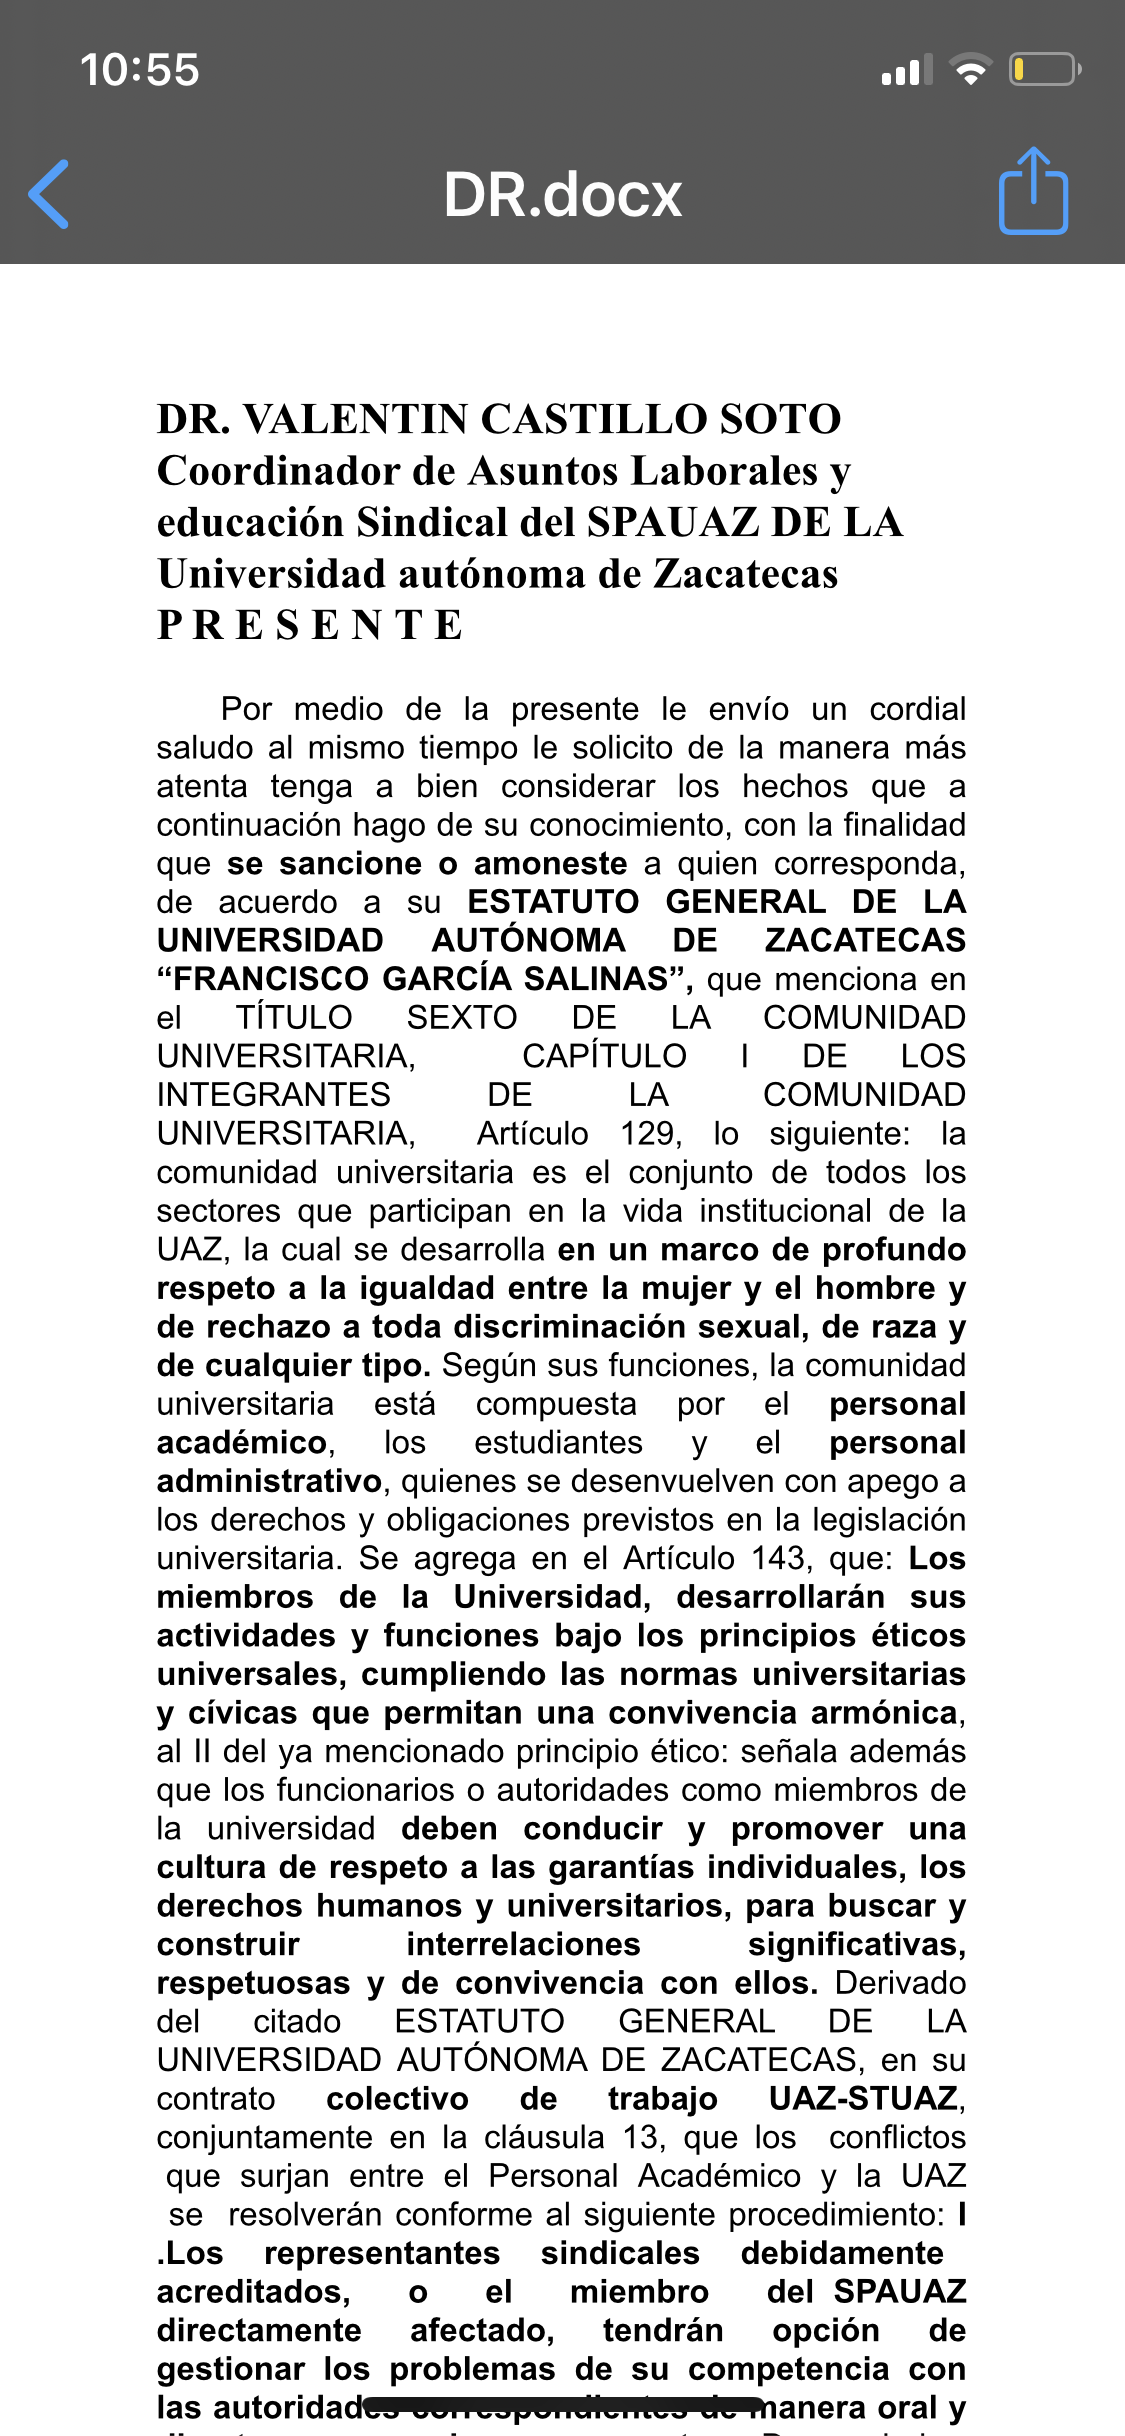 10:55
DR.docx
DR. VALENTIN CASTILLO SOTO
Coordinador de Asuntos Laborales y
educación Sindical del SPAUAZ DE LA
Universidad autónoma de Zacatecas
P R E S E N T E
Por medio de la presente le envío un cordial
saludo al mismo tiempo le solicito de la manera más
atenta tenga a bien considerar los hechos que a
continuación hago de su conocimiento, con la finalidad
que se sancione o amoneste a quien corresponda,
de acuerdo a su ESTATUTO GENERAL DE LA
UNIVERSIDAD AUTÓNOMA DE ZACATECAS
“FRANCISCO GARCÍA SALINAS”, que menciona en
el TÍTULO SEXTO DE LA COMUNIDAD
UNIVERSITARIA, CAPÍTULO I DE LOS
INTEGRANTES DE LA COMUNIDAD
UNIVERSITARIA, Artículo 129, lo siguiente: la
comunidad universitaria es el conjunto de todos los
sectores que participan en la vida institucional de la
UAZ, la cual se desarrolla en un marco de profundo
respeto a la igualdad entre la mujer y el hombre y
de rechazo a toda discriminación sexual, de raza y
de cualquier tipo. Según sus funciones, la comunidad
universitaria está compuesta por el personal
académico, los estudiantes y el personal
administrativo, quienes se desenvuelven con apego a
los derechos y obligaciones previstos en la legislación
universitaria. Se agrega en el Artículo 143, que: Los
miembros de la Universidad, desarrollarán sus
actividades y funciones bajo los principios éticos
universales, cumpliendo las normas universitarias
y cívicas que permitan una convivencia armónica,
al II del ya mencionado principio ético: señala además
que los funcionarios o autoridades como miembros de
la universidad deben conducir y promover una
cultura de respeto a las garantías individuales, los
derechos humanos y universitarios, para buscar y
construir interrelaciones significativas,
respetuosas y de convivencia con ellos. Derivado
del citado ESTATUTO GENERAL DE LA
UNIVERSIDAD AUTÓNOMA DE ZACATECAS, en su
contrato colectivo de trabajo UAZ-STUAZ,
conjuntamente en la cláusula 13, que los conflictos
que surjan entre el Personal Académico y la UAZ
se resolverán conforme al siguiente procedimiento: I
.Los representantes sindicales debidamente
acreditados, o el miembro del SPAUAZ
directamente afectado, tendrán opción de
gestionar los problemas de su competencia con
las autoridades correspondientes de manera oral y